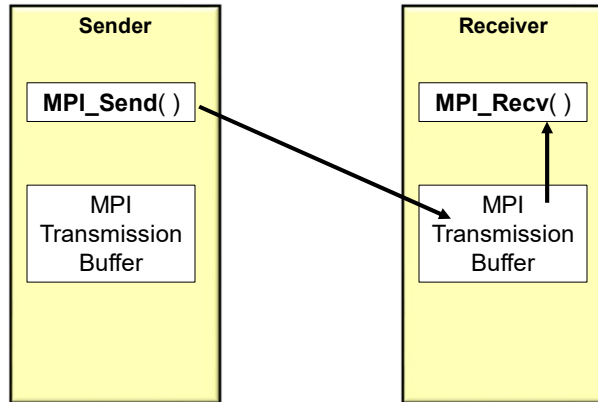 Sender
Receiver
MPI_Send( )
MPI_Recv( )
MPI
Transmission
Buffer
MPI
Transmission
Buffer